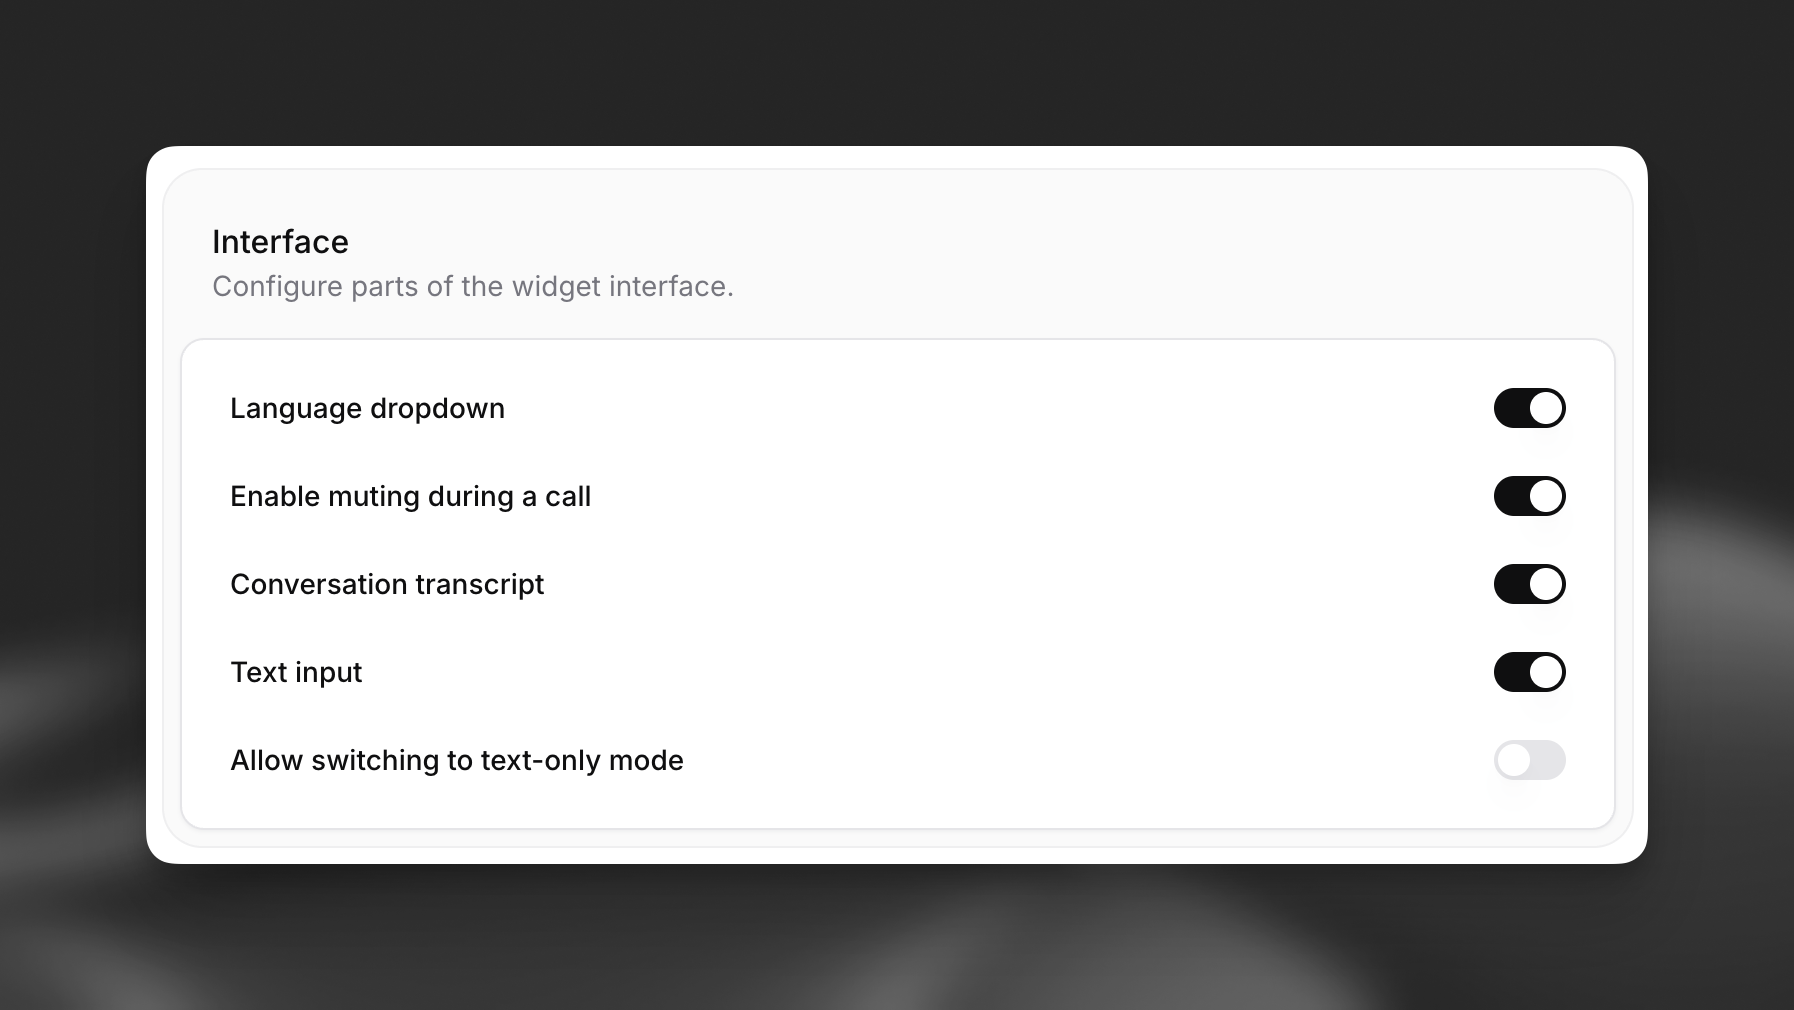 Interface
Configure parts of the widget interface.
Language dropdown
Enable muting during a call
Conversation transcript
Text input
Allow switching to text-only mode